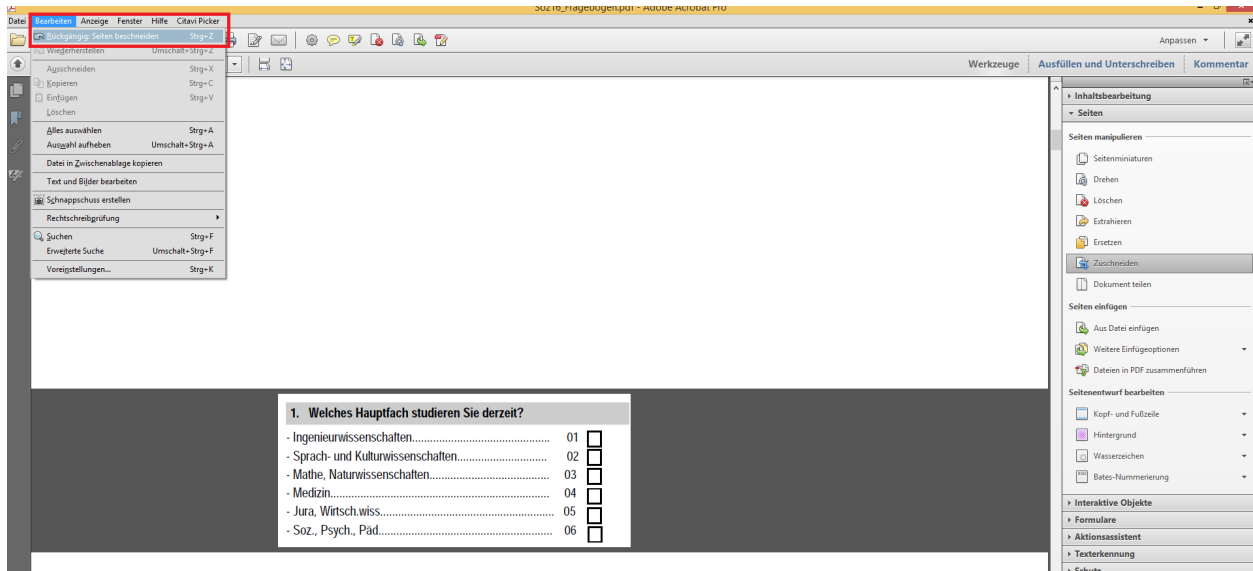 S0216_Fragebogen.pdf - Adobe Acrobat Pro
Datei Bearbeiten Anzeige Fenster Hilfe Citavi Picker
Rückgängig: Seiten beschneiden Strg+Z
Wiederherstellen Umschalt+Strg+Z
Ausschneiden Strg+X
Kopieren Strg+C
Einfügen Strg+V
Löschen
Alles auswählen Strg+A
Auswahl aufheben Umschalt+Strg+A
Datei in Zwischenablage kopieren
Text und Bilder bearbeiten
Schnappschuss erstellen
Rechtschreibprüfung
Suchen Strg+F
Erweiterte Suche Umschalt+Strg+F
Voreinstellungen... Strg+K
Anpassen
Werkzeuge Ausfüllen und Unterschreiben Kommentar
Inhaltsbearbeitung
Seiten
Seiten manipulieren
Seitenminiaturen
Drehen
Löschen
Extrahieren
Ersetzen
Zuschneiden
Dokument teilen
Seiten einfügen
Aus Datei einfügen
Weitere Einfügeoptionen
Dateien in PDF zusammenführen
Seitenentwurf bearbeiten
Kopf- und Fußzeile
Hintergrund
Wasserzeichen
Bates-Nummerierung
Interaktive Objekte
Formulare
Aktionsassistent
Texterkennung
Schutz
1. Welches Hauptfach studieren Sie derzeit?
- Ingenieurwissenschaften.................................................. 01
- Sprach- und Kulturwissenschaften................................ 02
- Mathe, Naturwissenschaften........................................... 03
- Medizin.............................................................................. 04
- Jura, Wirtsch.wiss.............................................................. 05
- Soz., Psych., Päd.............................................................. 06